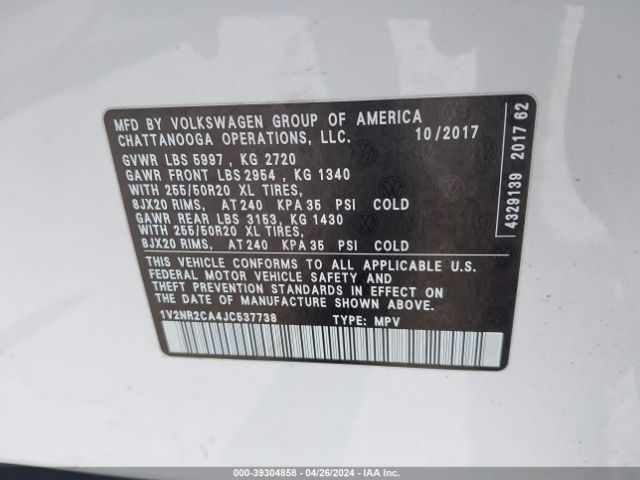 MFD BY VOLKSWAGEN GROUP OF AMERICA
CHATTANOOGA OPERATIONS, LLC. 10/2017
GVWR LBS 5997, KG 2720
GAWR FRONT LBS 2954, KG 1340
WITH 255/50R20 XL TIRES,
8JX20 RIMS, AT 240 KPA 35 PSI COLD
GAWR REAR LBS 3153, KG 1430
WITH 255/50R20 XL TIRES,
8JX20 RIMS, AT 240 KPA 35 PSI COLD
THIS VEHICLE CONFORMS TO ALL APPLICABLE U.S.
FEDERAL MOTOR VEHICLE SAFETY AND
THEFT PREVENTION STANDARDS IN EFFECT ON
THE DATE OF MANUFACTURE SHOWN ABOVE.
1V2NR2CA4JC537738 TYPE: MPV
4329139 2017 62
000-39304858 - 04/26/2024 - IAAI.COM